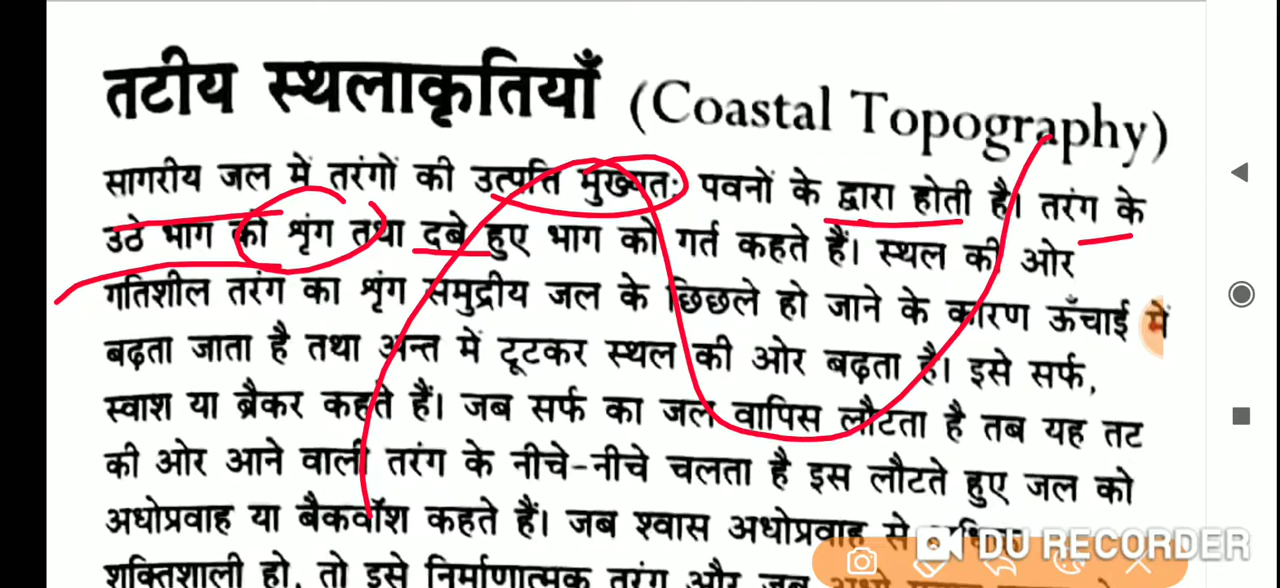 तटीय स्थलाकृतियाँ (Coastal Topography)
सागरीय जल में तरंगों की उत्पत्ति मुख्यतः पवनों के द्वारा होती है। तरंग के
उठे भाग को शृंग तथा दबे हुए भाग को गर्त कहते हैं। स्थल की ओर
गतिशील तरंग का शृंग समुद्रीय जल के छिछले हो जाने के कारण ऊँचाई में
बढ़ता जाता है तथा अन्त में टूटकर स्थल की ओर बढ़ता है। इसे सर्फ,
स्वाश या ब्रैकर कहते हैं। जब सर्फ का जल वापिस लौटता है तब यह तट
की ओर आने वाली तरंग के नीचे-नीचे चलता है इस लौटते हुए जल को
अधोप्रवाह या बैकवॉश कहते हैं। जब श्वास अधोप्रवाह से
शक्तिशाली हो, तो इसे निर्माणात्मक तरंग और जब
DU RECORDER